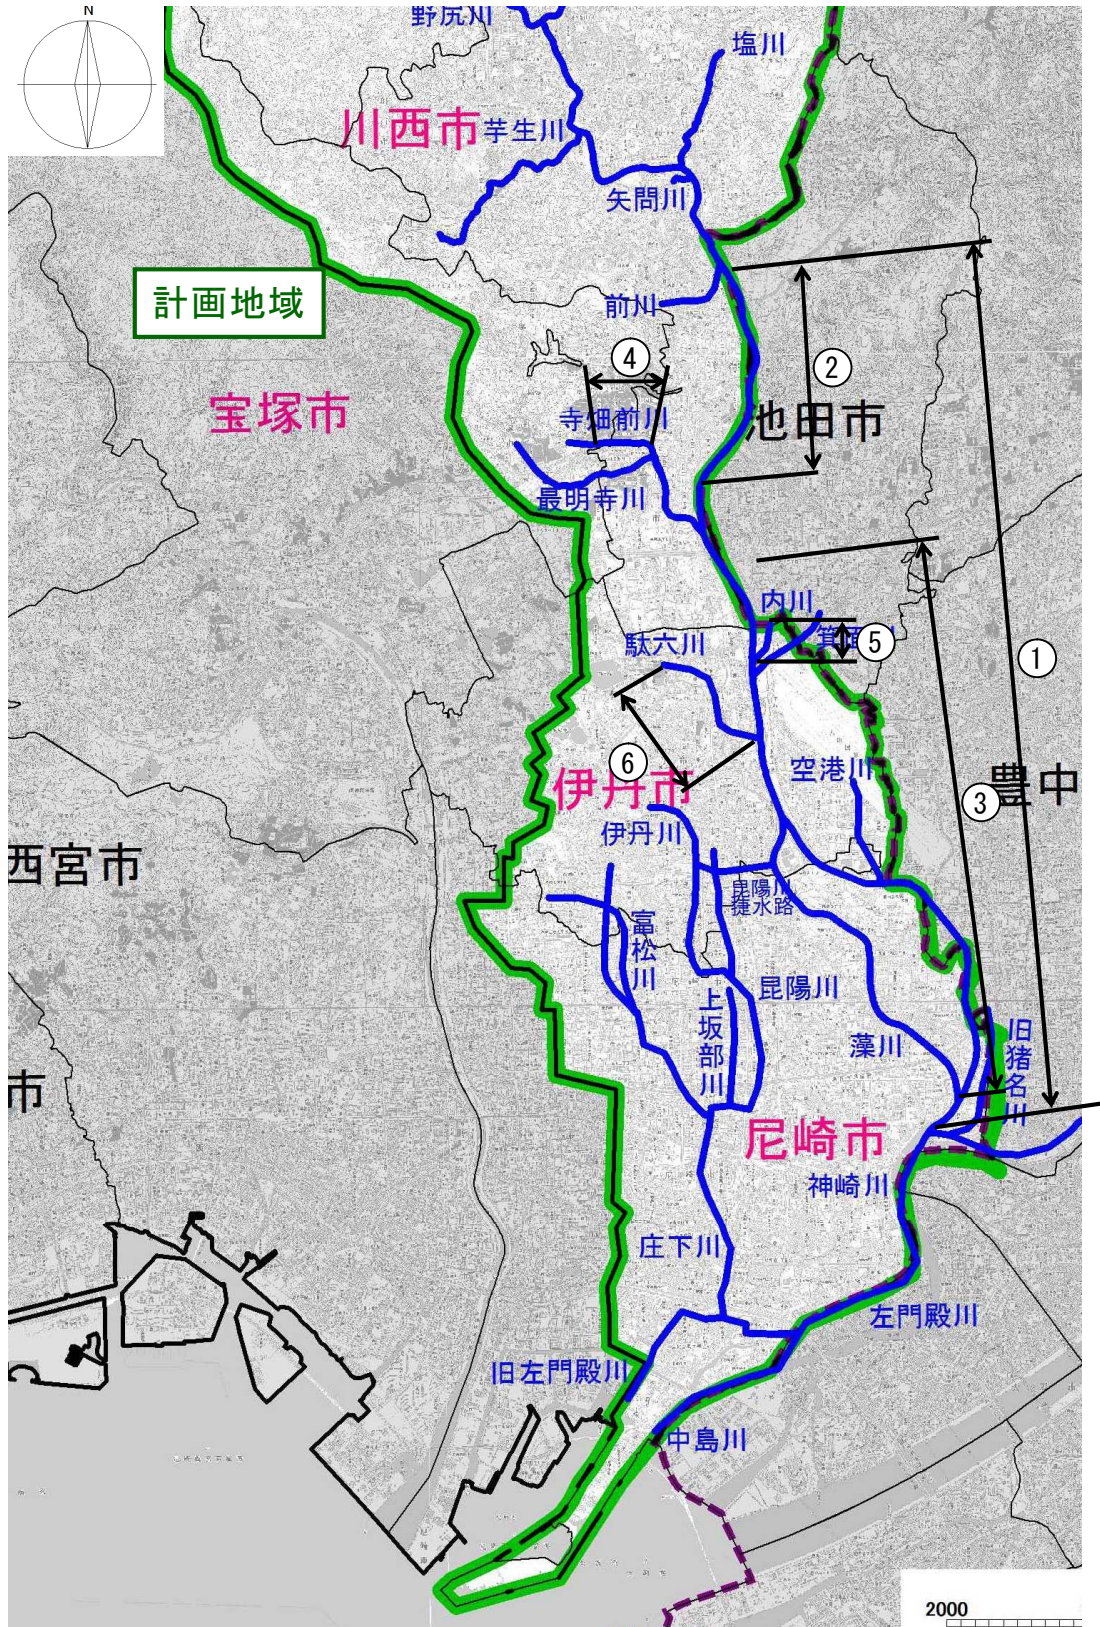 N
野尻川
塩川
川西市
芋生川
矢問川
計画地域
前川
④
②
宝塚市
寺畑前川
池田市
最明寺川
内川
駄六川
⑤
①
⑥
伊丹市
空港川
③
豊中
伊丹川
西宮市
昆陽川
捷水路
富松川
昆陽川
上坂部川
藻川
旧猪名川
市
尼崎市
神崎川
庄下川
左門殿川
旧左門殿川
中島川
2000